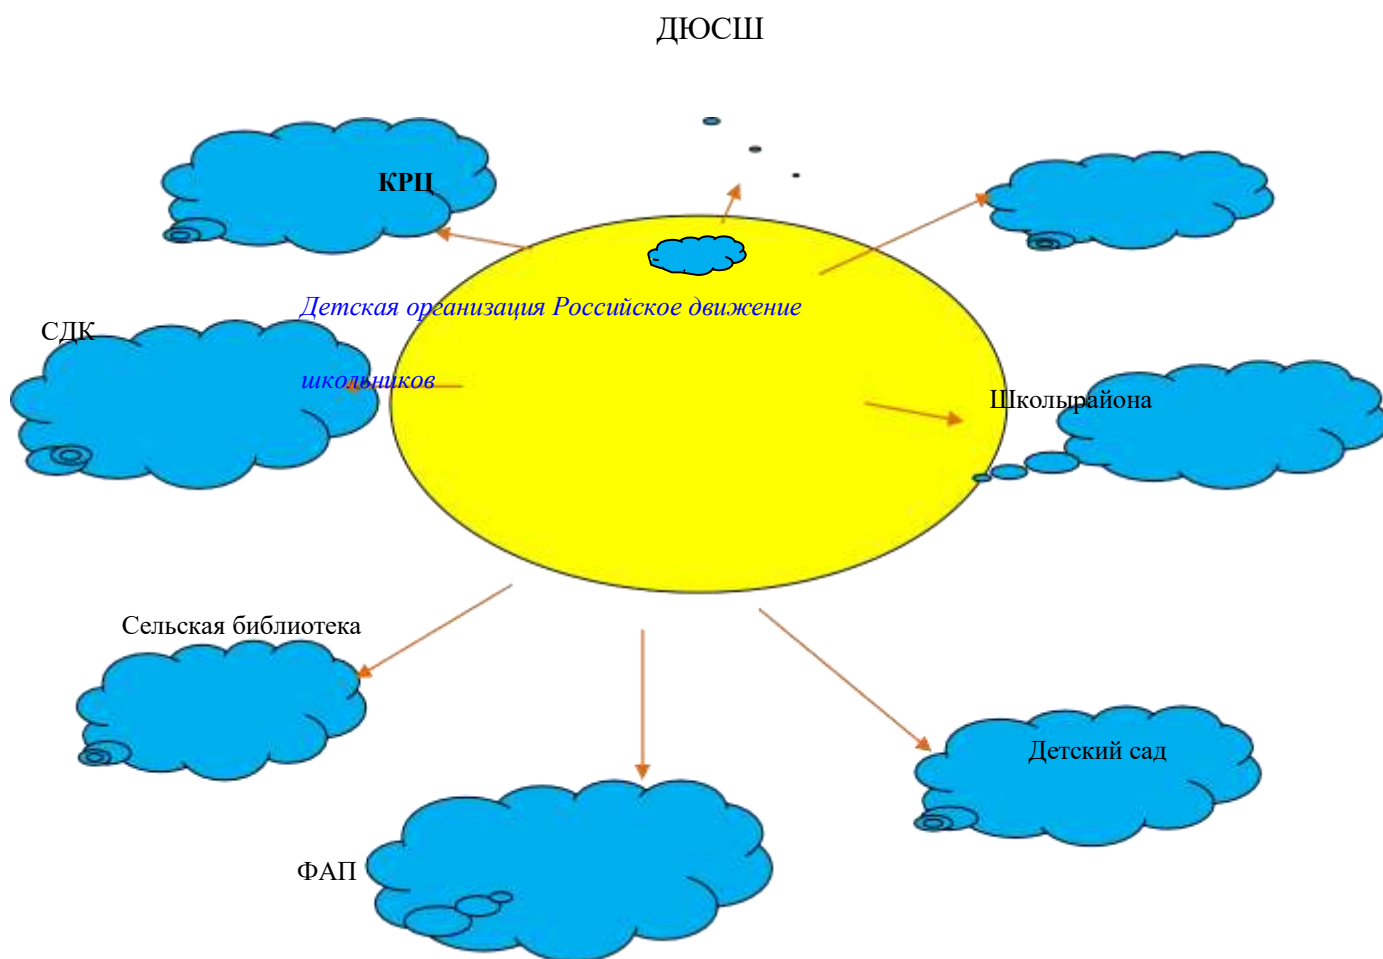 ДЮСШ
КРЦ
Детская организация Российское движение
школьников
СДК
Школырайона
Сельская библиотека
Детский сад
ФАП